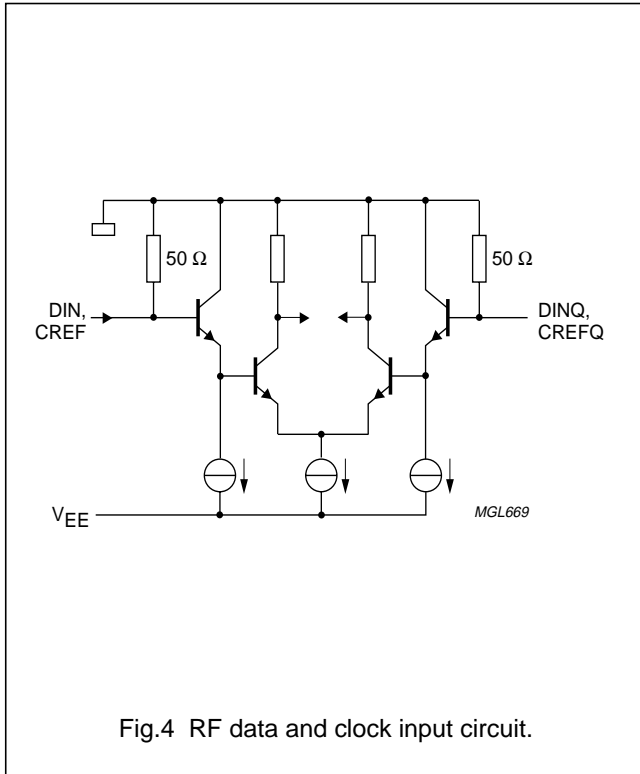 50 Ω
50 Ω
DIN,
CREF
DINQ,
CREFQ
VEE
MGL669
Fig.4 RF data and clock input circuit.